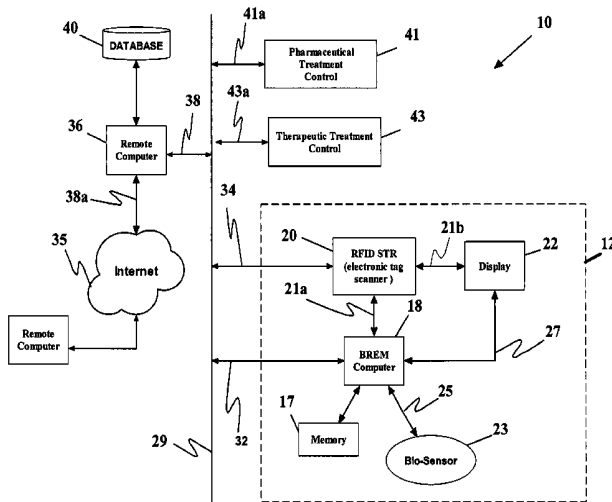 40
DATABASE
41a
Pharmaceutical
Treatment
Control
41
10
36
Remote
Computer
38
43a
Therapeutic Treatment
Control
43
38a
34
35
Internet
20
RFID STR
(electronic tag
scanner )
21b
22
Display
12
21a
18
Remote
Computer
BREM
Computer
27
32
17
Memory
25
23
Bio-Sensor
29